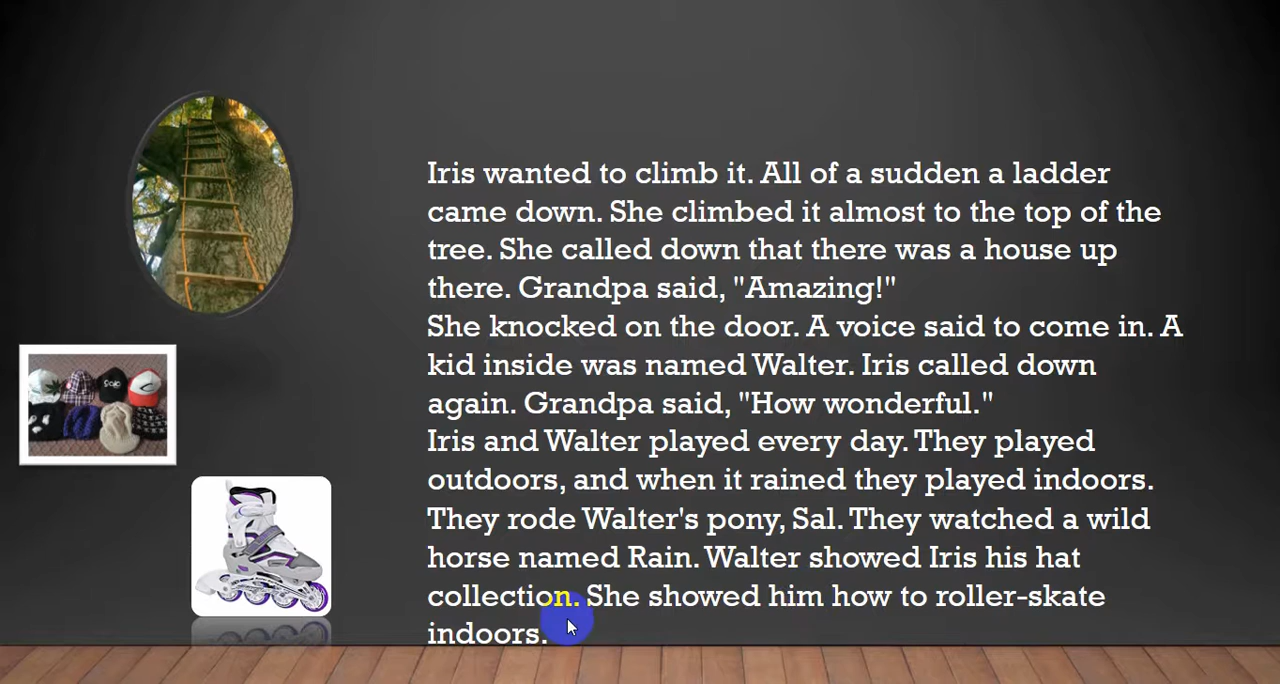 Iris wanted to climb it. All of a sudden a ladder
came down. She climbed it almost to the top of the
tree. She called down that there was a house up
there. Grandpa said, "Amazing!"
She knocked on the door. A voice said to come in. A
kid inside was named Walter. Iris called down
again. Grandpa said, "How wonderful."
Iris and Walter played every day. They played
outdoors, and when it rained they played indoors.
They rode Walter's pony, Sal. They watched a wild
horse named Rain. Walter showed Iris his hat
collection. She showed him how to roller-skate
indoors.